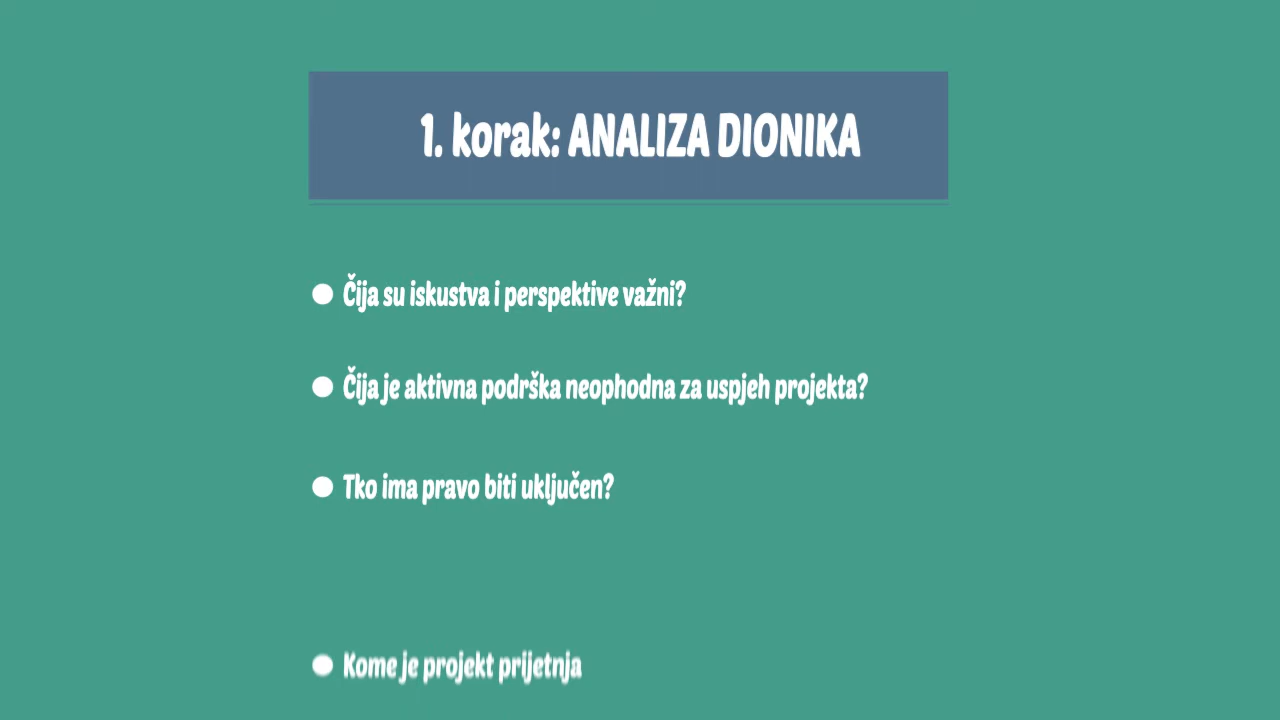 1. korak: ANALIZA DIONIKA
Čija su iskustva i perspektive važni?
Čija je aktivna podrška neophodna za uspjeh projekta?
Tko ima pravo biti uključen?
Kome je projekt prijetnja